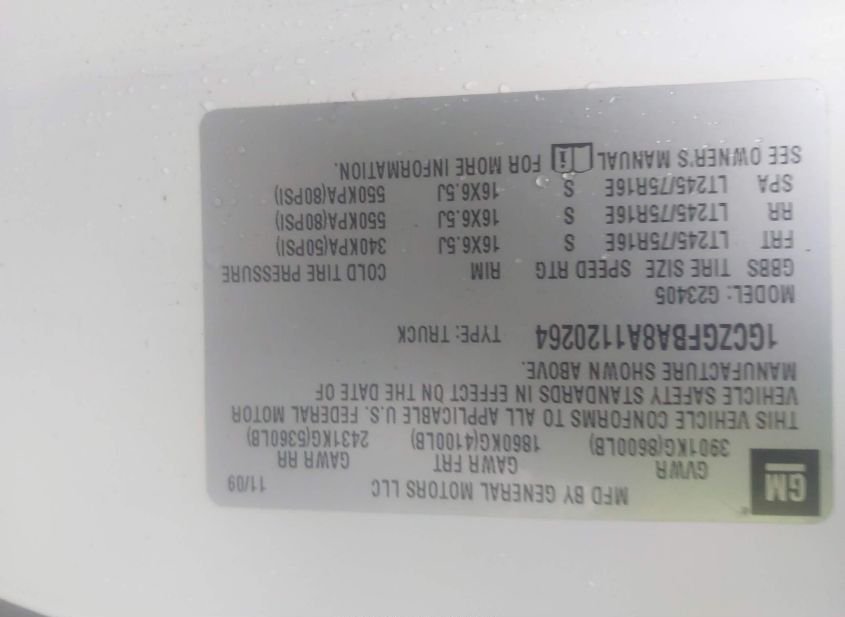 GM
MFD BY GENERAL MOTORS LLC 11/09
GVWR GAWR FRT GAWR RR
3901KG(8600LB) 1860KG(4100LB) 2431KG(5360LB)
THIS VEHICLE CONFORMS TO ALL APPLICABLE U.S. FEDERAL MOTOR
VEHICLE SAFETY STANDARDS IN EFFECT ON THE DATE OF
MANUFACTURE SHOWN ABOVE.
1GCZGFBA8A1120264 TYPE: TRUCK
MODEL: G23405
GBBS TIRE SIZE SPEED RTG RIM COLD TIRE PRESSURE
FRT LT245/75R16E S 16X6.5J 340KPA(50PSI)
RR LT245/75R16E S 16X6.5J 550KPA(80PSI)
SPA LT245/75R16E S 16X6.5J 550KPA(80PSI)
SEE OWNER'S MANUAL i FOR MORE INFORMATION.